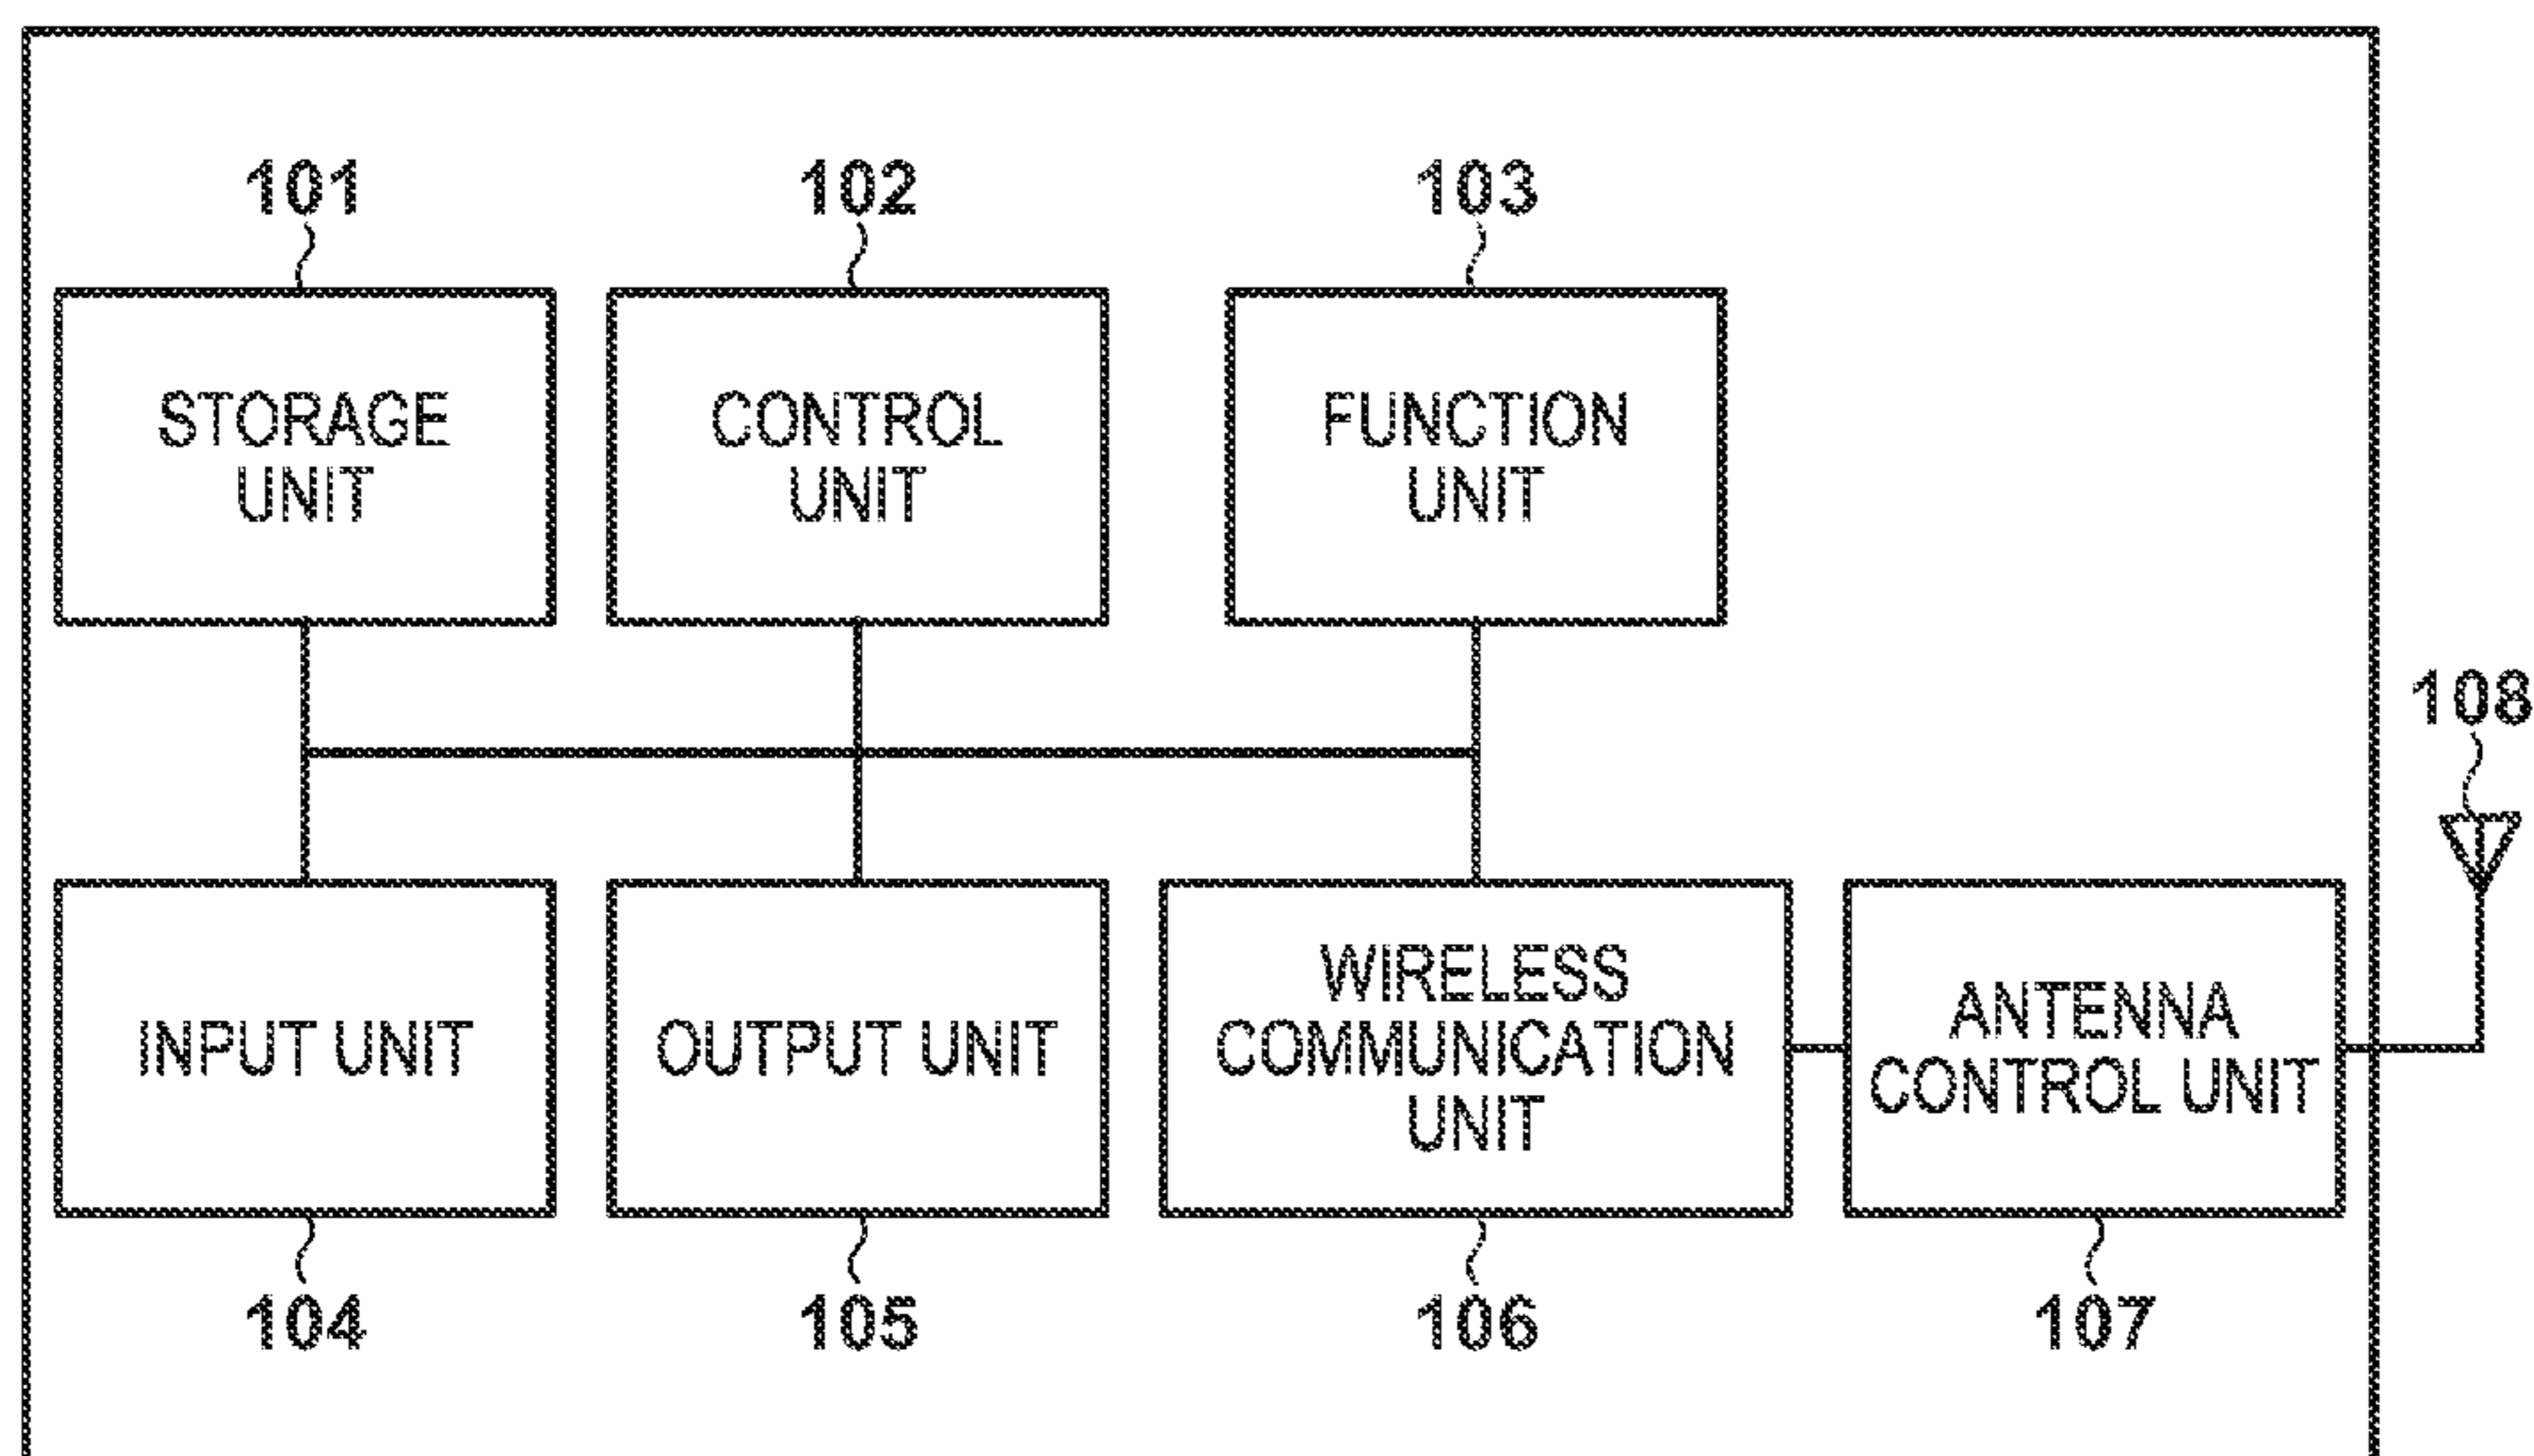 101
102
103
STORAGE
UNIT
CONTROL
UNIT
FUNCTION
UNIT
108
INPUT UNIT
OUTPUT UNIT
WIRELESS
COMMUNICATION
UNIT
ANTENNA
CONTROL UNIT
104
105
106
107